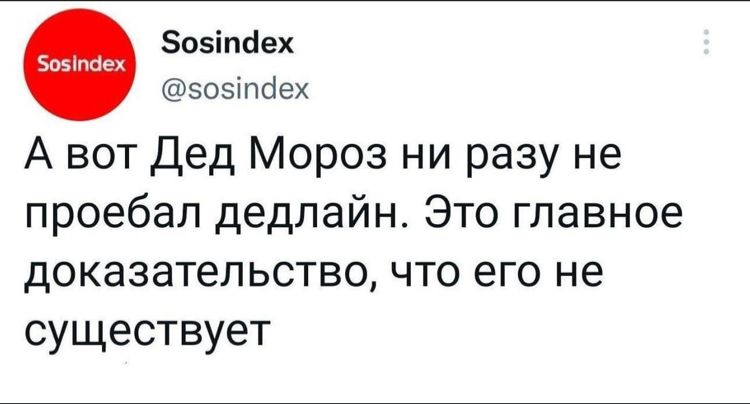 Sosindex
Sosindex
@sosindex
А вот Дед Мороз ни разу не
проебал дедлайн. Это главное
доказательство, что его не
существует